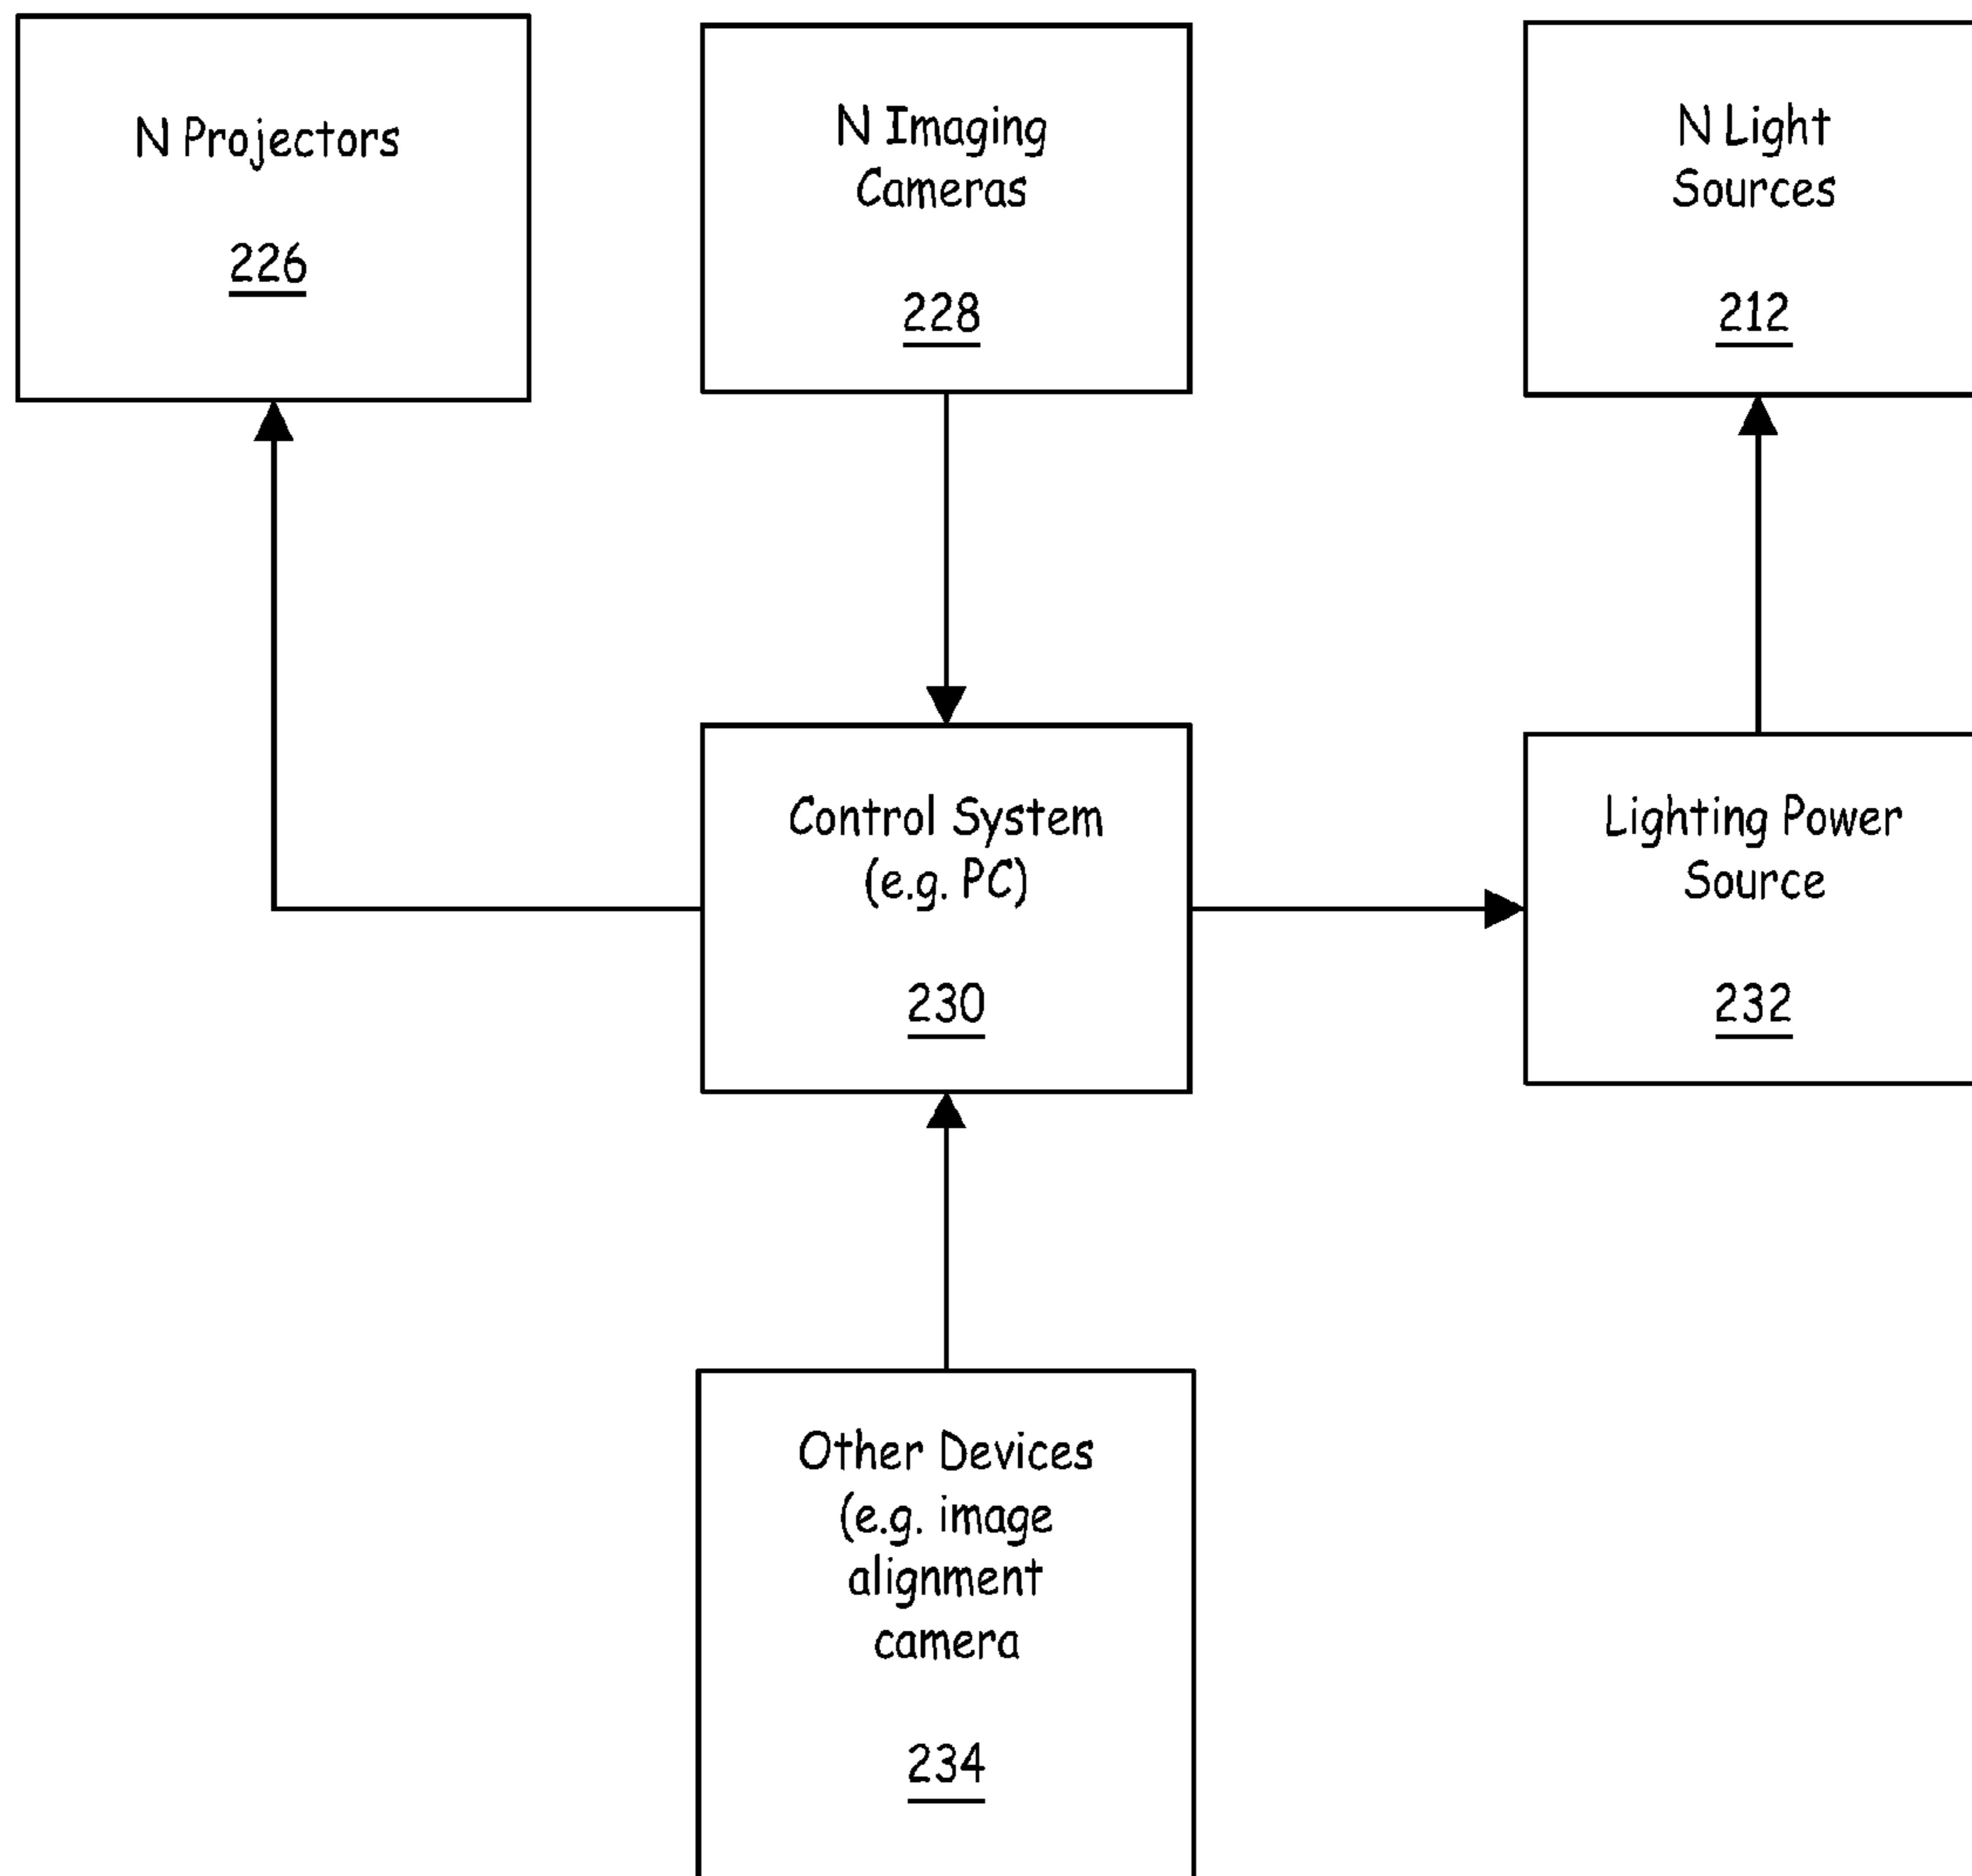 N Projectors
226
N Imaging
Cameras
228
N Light
Sources
212
Control System
(e.g. PC)
230
Lighting Power
Source
232
Other Devices
(e.g. image
alignment
camera
234